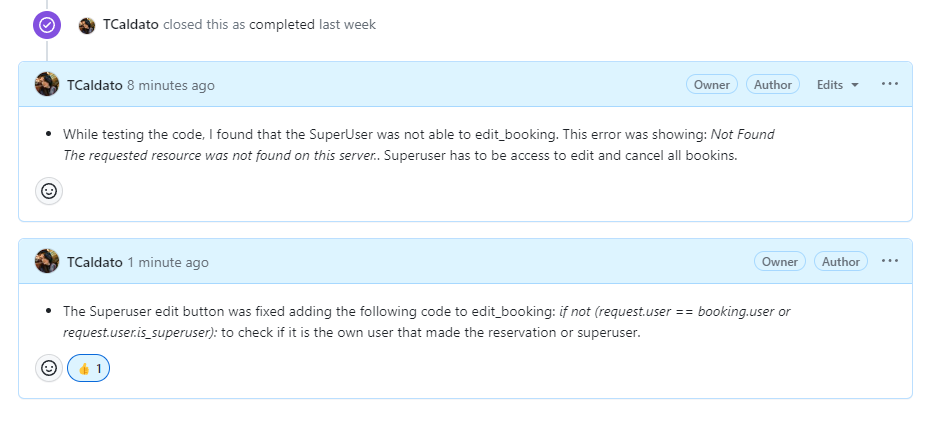 TCaldato closed this as completed last week
TCaldato 8 minutes ago Owner Author Edits
While testing the code, I found that the SuperUser was not able to edit_booking. This error was showing: Not Found
The requested resource was not found on this server.. Superuser has to be access to edit and cancel all bookins.
TCaldato 1 minute ago Owner Author
The Superuser edit button was fixed adding the following code to edit_booking: if not (request.user == booking.user or
request.user.is_superuser): to check if it is the own user that made the reservation or superuser.
👍 1